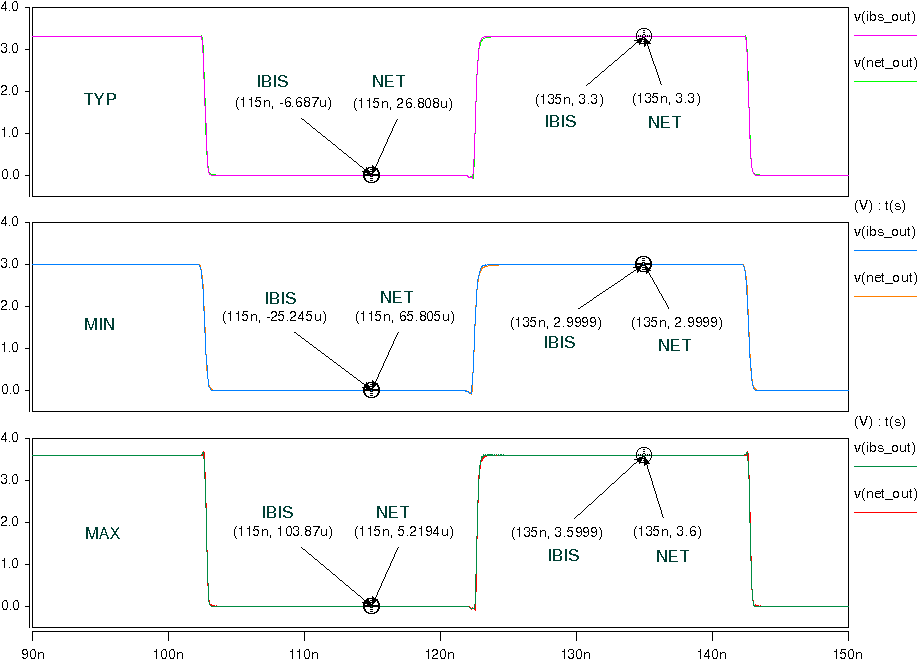 4.0
v(ibs_out)
3.0
v(net_out)
IBIS NET
2.0
TYP
(115n, -6.687u) (115n, 26.808u) (135n, 3.3) (135n, 3.3)
IBIS NET
1.0
0.0
(V) : t(s)
4.0
v(ibs_out)
3.0
v(net_out)
IBIS NET
2.0
(115n, -25.245u) (115n, 65.805u) (135n, 2.9999) (135n, 2.9999)
MIN
IBIS NET
1.0
0.0
(V) : t(s)
4.0
v(ibs_out)
3.0
v(net_out)
IBIS NET
2.0
(115n, 103.87u) (115n, 5.2194u) (135n, 3.5999) (135n, 3.6)
MAX
IBIS NET
1.0
0.0
90n 100n 110n 120n 130n 140n 150n